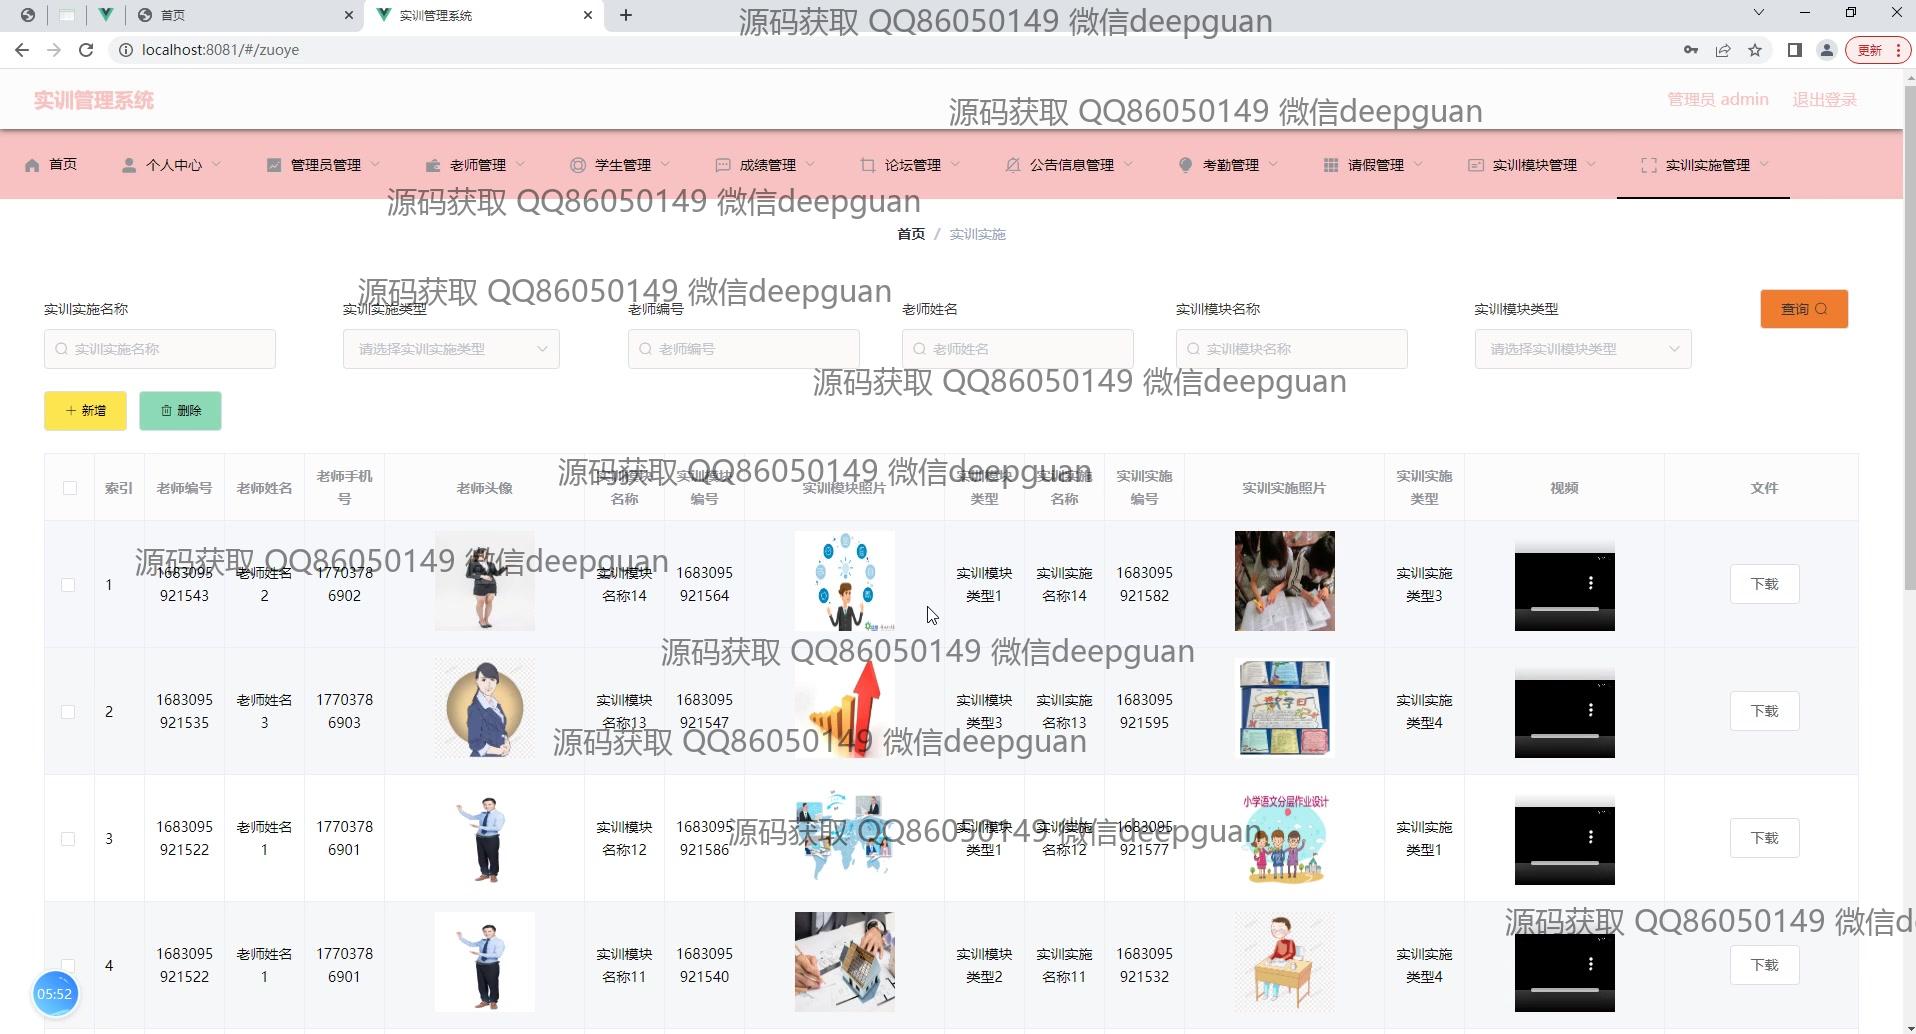 首页
实训管理系统
源码获取 QQ86050149 微信deepguan
localhost:8081/#/zuoye
更新
实训管理系统
源码获取 QQ86050149 微信deepguan
管理员 admin 退出登录
首页 个人中心 管理员管理 老师管理 学生管理 成绩管理 论坛管理 公告信息管理 考勤管理 请假管理 实训模块管理 实训实施管理
源码获取 QQ86050149 微信deepguan
首页 / 实训实施
源码获取 QQ86050149 微信deepguan
实训实施名称 实训实施类型 老师编号 老师姓名 实训模块名称 实训模块类型 查询
实训实施名称 请选择实训实施类型 老师编号 老师姓名 实训模块名称 请选择实训模块类型
源码获取 QQ86050149 微信deepguan
新增 删除
源码获取 QQ86050149 微信deepguan
索引 老师编号 老师姓名 老师手机号 老师头像 实训模块名称 实训模块编号 实训模块照片 实训模块类型 实训实施名称 实训实施编号 实训实施照片 实训实施类型 视频 文件
源码获取 QQ86050149 微信deepguan
1 1683095921543 老师姓名2 17703786902 实训模块名称14 1683095921564 实训模块类型1 实训实施名称14 1683095921582 实训实施类型3 下载
源码获取 QQ86050149 微信deepguan
2 1683095921535 老师姓名3 17703786903 实训模块名称13 1683095921547 实训模块类型3 实训实施名称13 1683095921595 实训实施类型4 下载
源码获取 QQ86050149 微信deepguan
小学语文分层作业设计
3 1683095921522 老师姓名1 17703786901 实训模块名称12 1683095921586 实训模块类型1 实训实施名称12 1683095921577 实训实施类型1 下载
源码获取 QQ86050149 微信deepguan
源码获取 QQ86050149 微信d
4 1683095921522 老师姓名1 17703786901 实训模块名称11 1683095921540 实训模块类型2 实训实施名称11 1683095921532 实训实施类型4 下载
05:52